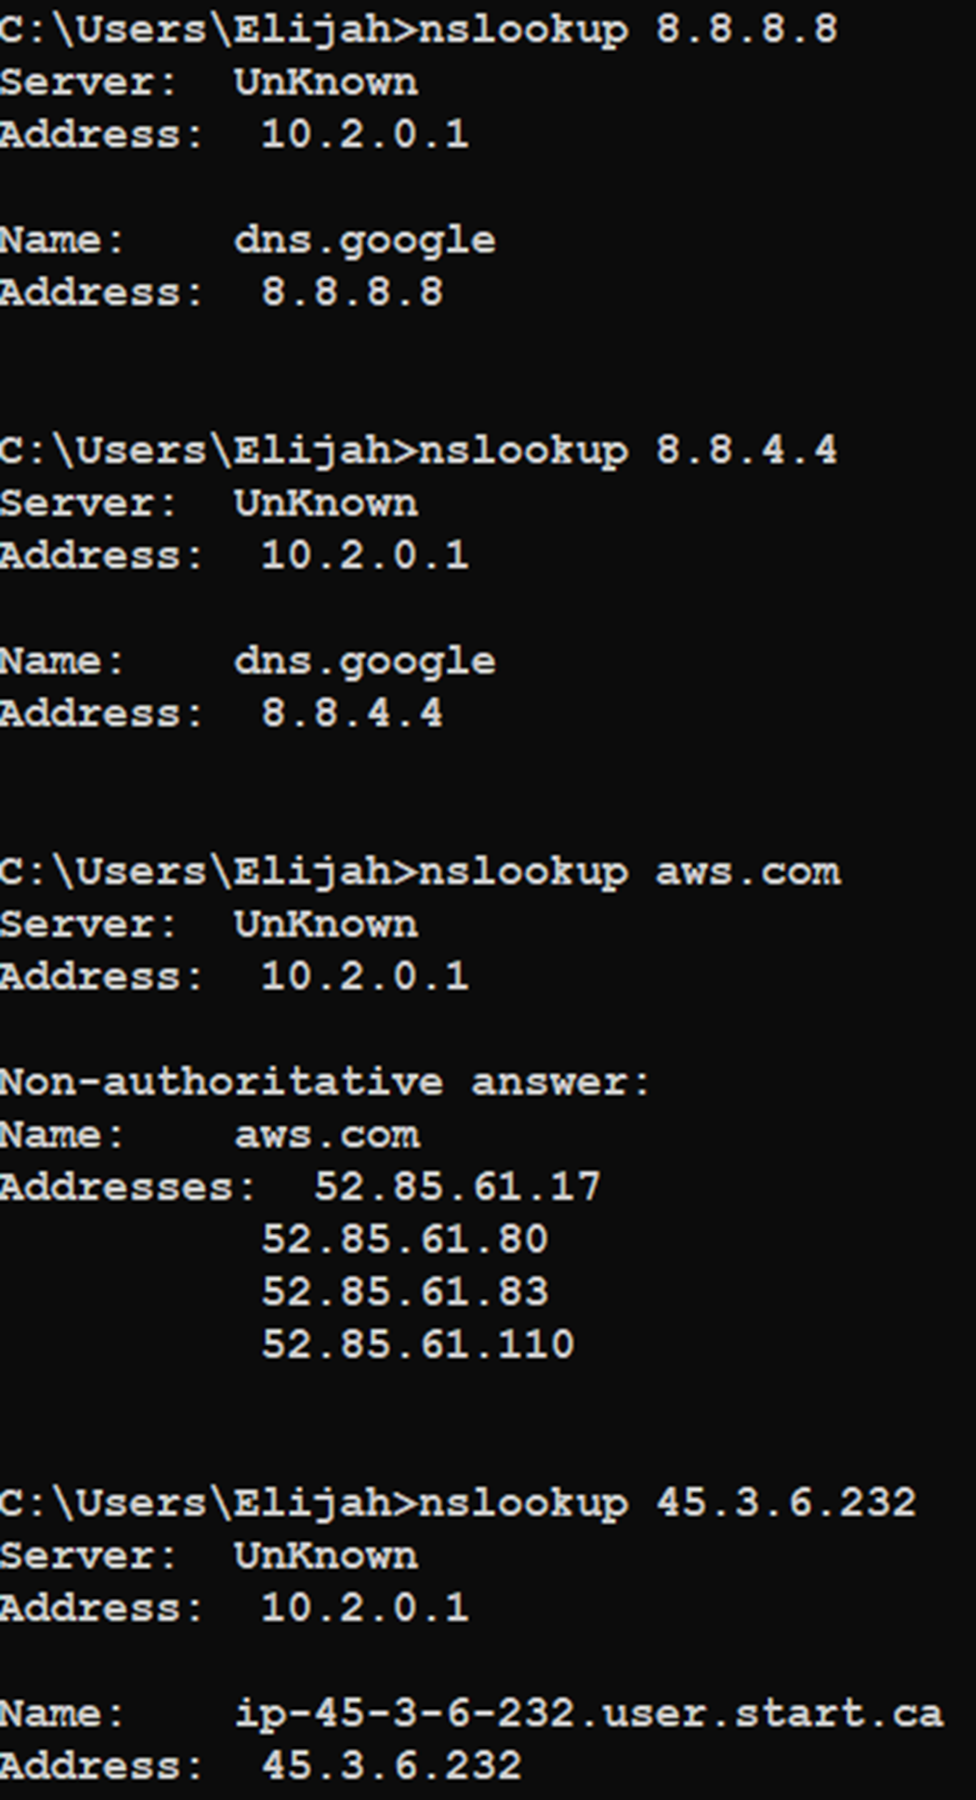 C:\Users\Elijah>nslookup 8.8.8.8
Server:  UnKnown
Address:  10.2.0.1
Name:    dns.google
Address:  8.8.8.8
C:\Users\Elijah>nslookup 8.8.4.4
Server:  UnKnown
Address:  10.2.0.1
Name:    dns.google
Address:  8.8.4.4
C:\Users\Elijah>nslookup aws.com
Server:  UnKnown
Address:  10.2.0.1
Non-authoritative answer:
Name:    aws.com
Addresses:  52.85.61.17
52.85.61.80
52.85.61.83
52.85.61.110
C:\Users\Elijah>nslookup 45.3.6.232
Server:  UnKnown
Address:  10.2.0.1
Name:    ip-45-3-6-232.user.start.ca
Address:  45.3.6.232